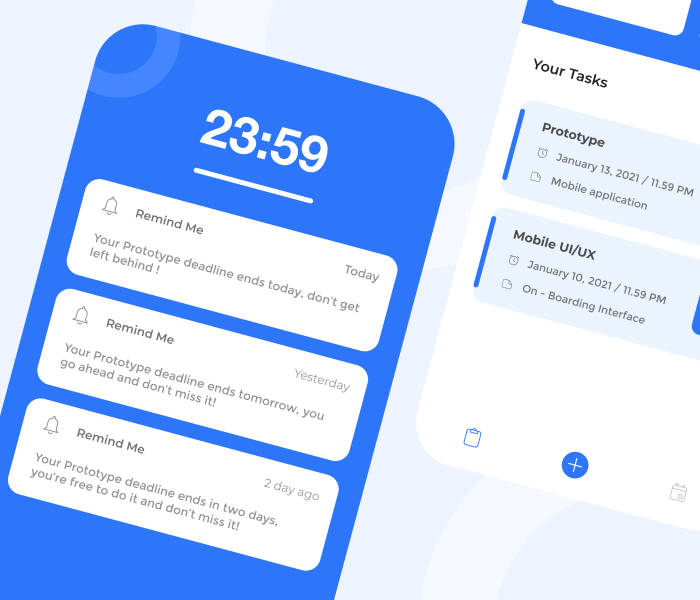 23:59
Remind Me
Today
Your Prototype deadline ends today, don't get
left behind !
Remind Me
Yesterday
Your Prototype deadline ends tomorrow, you
go ahead and don't miss it!
Remind Me
2 day ago
Your Prototype deadline ends in two days,
you're free to do it and don't miss it!
Your Tasks
Prototype
January 13, 2021 / 11.59 PM
Mobile application
Mobile UI/UX
January 10, 2021 / 11.59 PM
On - Boarding Interface